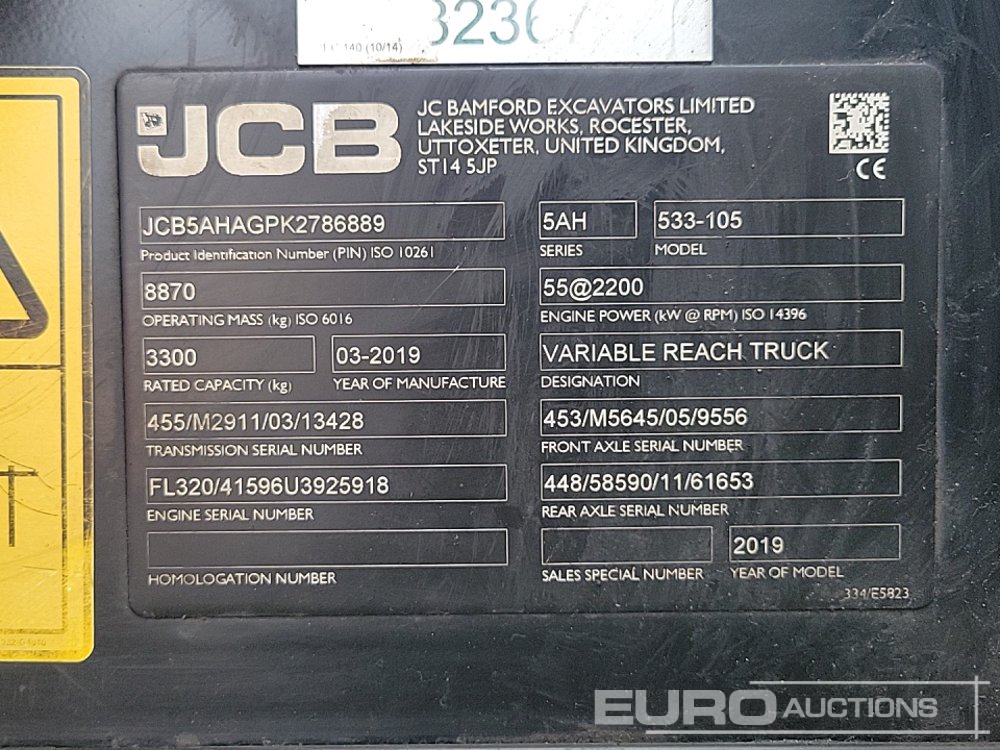 140 (10/14)
JCB
JC BAMFORD EXCAVATORS LIMITED
LAKESIDE WORKS, ROCESTER,
UTTOXETER, UNITED KINGDOM,
ST14 5JP
CE
JCB5AHAGPK2786889
Product Identification Number (PIN) ISO 10261
5AH
SERIES
533-105
MODEL
8870
OPERATING MASS (kg) ISO 6016
55@2200
ENGINE POWER (kW @ RPM) ISO 14396
3300
RATED CAPACITY (kg)
03-2019
YEAR OF MANUFACTURE
VARIABLE REACH TRUCK
DESIGNATION
455/M2911/03/13428
TRANSMISSION SERIAL NUMBER
453/M5645/05/9556
FRONT AXLE SERIAL NUMBER
FL320/41596U3925918
ENGINE SERIAL NUMBER
448/58590/11/61653
REAR AXLE SERIAL NUMBER
HOMOLOGATION NUMBER
SALES SPECIAL NUMBER
2019
YEAR OF MODEL
334/E5823
EURO AUCTIONS